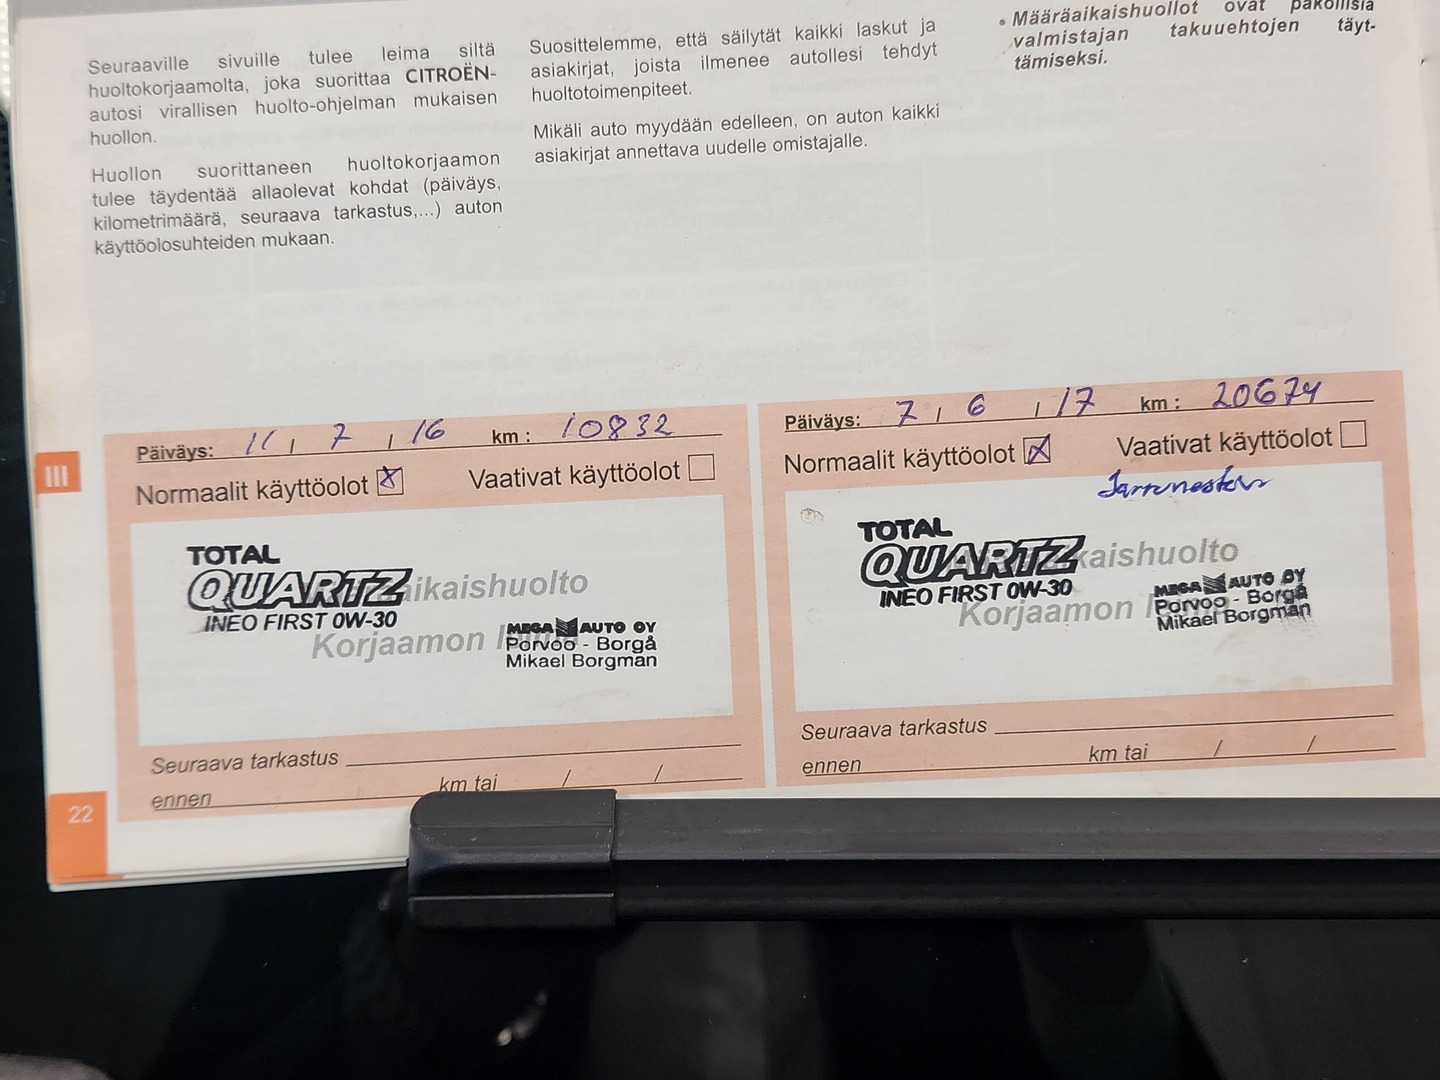 Seuraaville sivuille tulee leima siltä
huoltokorjaamolta, joka suorittaa CITROËN-
autosi virallisen huolto-ohjelman mukaisen
huollon.
Huollon suorittaneen huoltokorjaamon
tulee täydentää allaolevat kohdat (päiväys,
kilometrimäärä, seuraava tarkastus,...) auton
käyttöolosuhteiden mukaan.
Suosittelemme, että säilytät kaikki laskut ja
asiakirjat, joista ilmenee autollesi tehdyt
huoltotoimenpiteet.
Mikäli auto myydään edelleen, on auton kaikki
asiakirjat annettava uudelle omistajalle.
• Määräaikaishuollot ovat pakollisia
valmistajan takuuehtojen täyt-
tämiseksi.
III
Päiväys: 11 / 7 / 16 km : 10832
Normaalit käyttöolot Vaativat käyttöolot
TOTAL
QUARTZ aikaishuolto
INEO FIRST 0W-30
Korjaamon
MEGA AUTO OY
Porvoo - Borgå
Mikael Borgman
Seuraava tarkastus
ennen km tai / /
Päiväys: 7 / 6 / 17 km : 20674
Normaalit käyttöolot Vaativat käyttöolot
Jarruneste
TOTAL
QUARTZ kaishuolto
INEO FIRST 0W-30
Korjaamon
MEGA AUTO OY
Porvoo - Borgå
Mikael Borgman
Seuraava tarkastus
ennen km tai / /
22